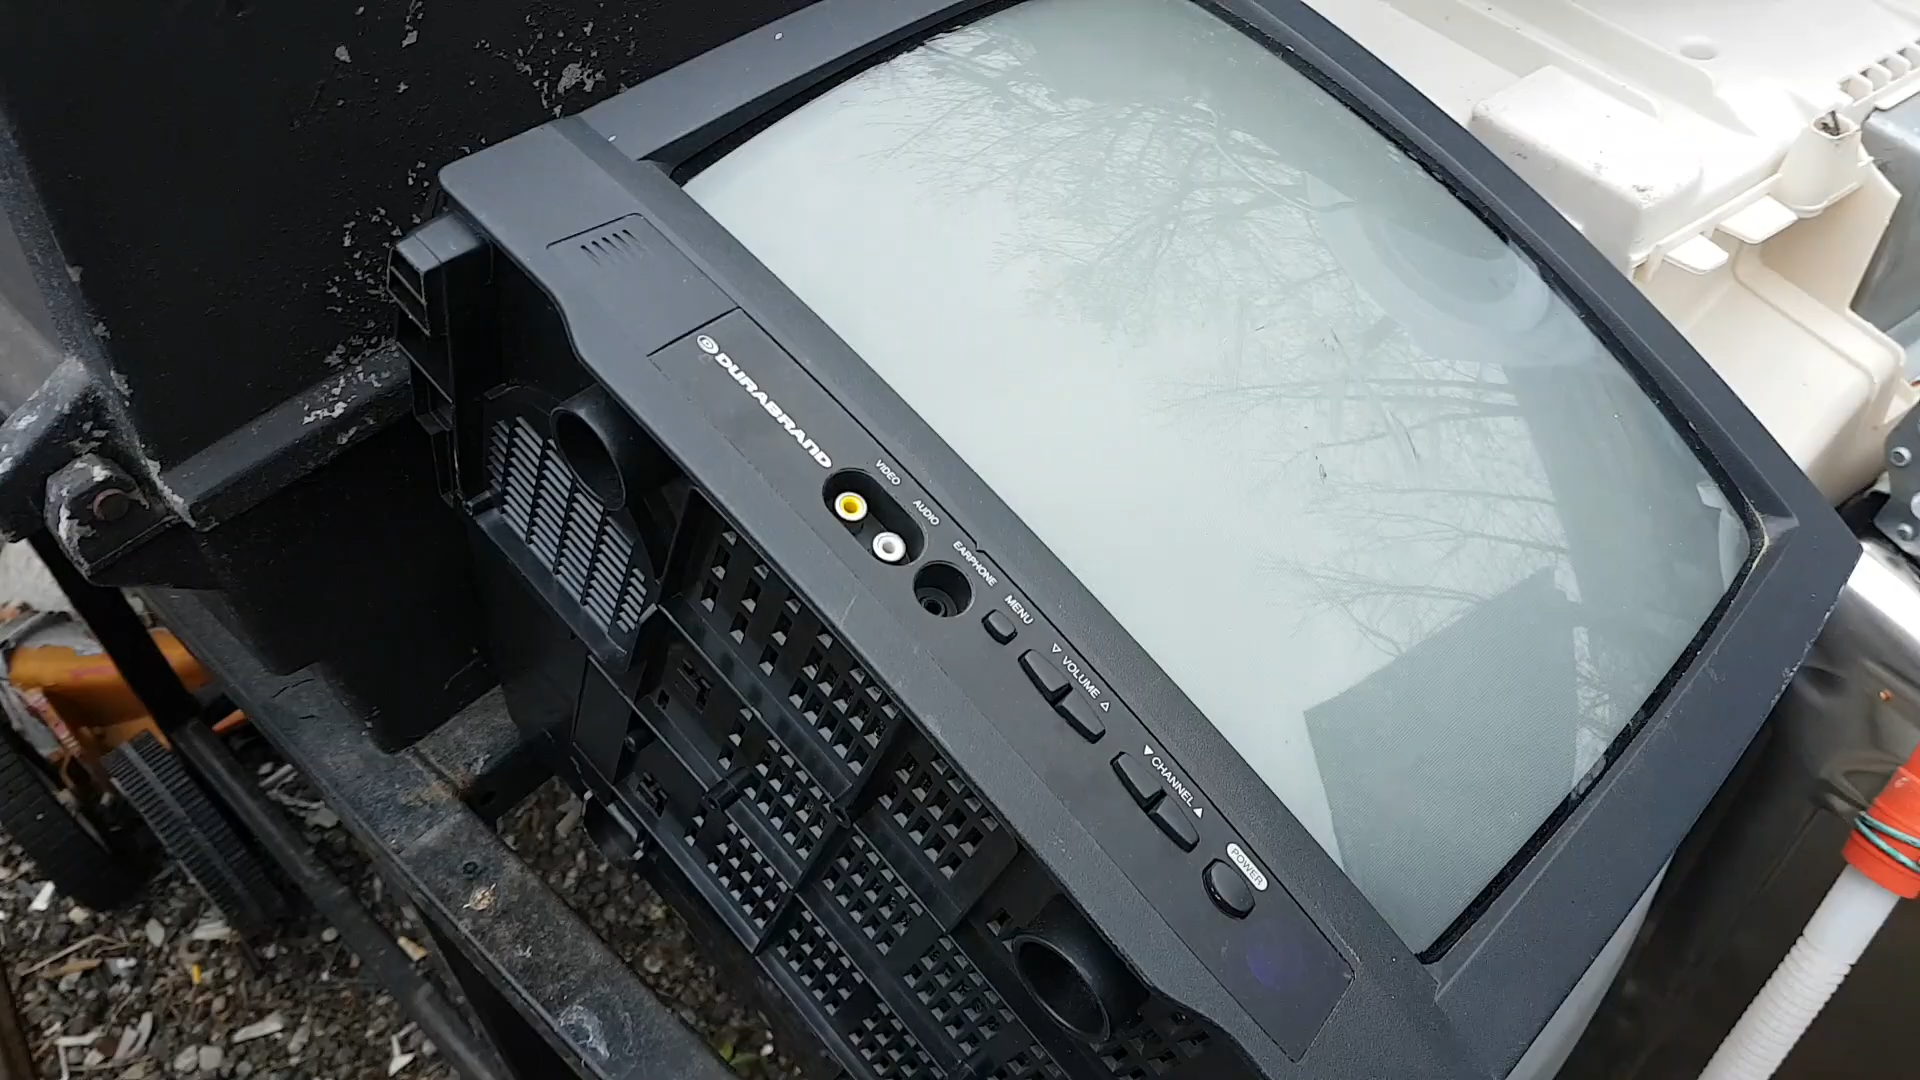 DURABRAND
VIDEO
AUDIO
EARPHONE
MENU
▽ VOLUME △
▼ CHANNEL ▲
POWER